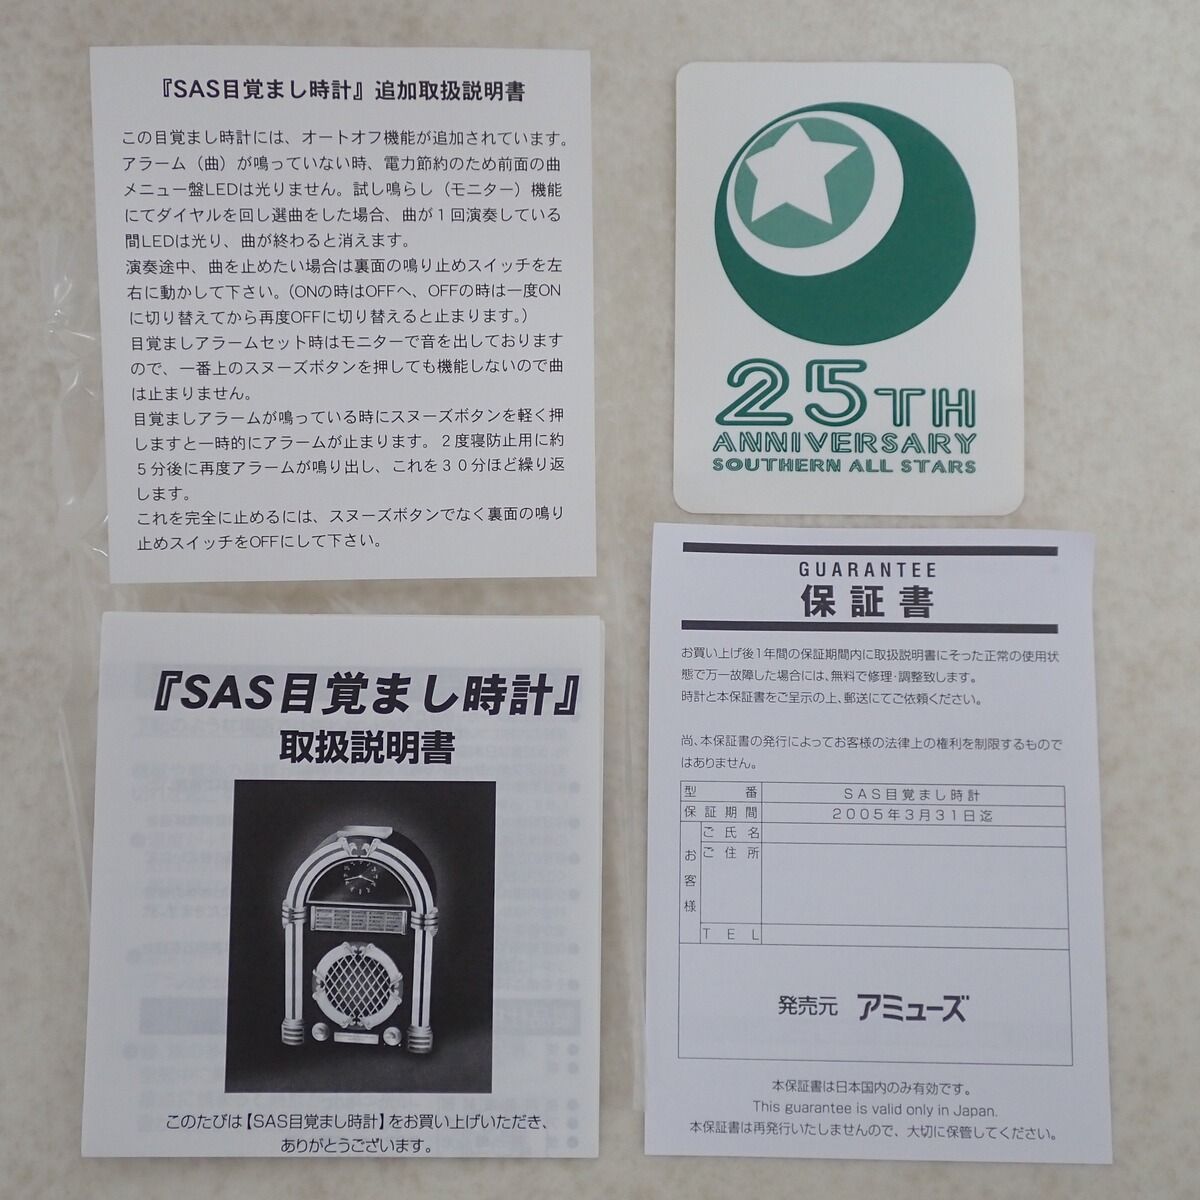 『SAS目覚まし時計』追加取扱説明書
この目覚まし時計には、オートオフ機能が追加されています。
アラーム（曲）が鳴っていない時、電力節約のため前面の曲
メニュー盤LEDは光りません。試し鳴らし（モニター）機能
にてダイヤルを回し選曲をした場合、曲が1回演奏している
間LEDは光り、曲が終わると消えます。
演奏途中、曲を止めたい場合は裏面の鳴り止めスイッチを左
右に動かして下さい。（ONの時はOFFへ、OFFの時は一度ON
に切り替えてから再度OFFに切り替えると止まります。）
目覚ましアラームセット時はモニターで音を出しております
ので、一番上のスヌーズボタンを押しても機能しないので曲
は止まりません。
目覚ましアラームが鳴っている時にスヌーズボタンを軽く押
しますと一時的にアラームが止まります。２度寝防止用に約
５分後に再度アラームが鳴り出し、これを３０分ほど繰り返
します。
これを完全に止めるには、スヌーズボタンでなく裏面の鳴り
止めスイッチをOFFにして下さい。
25TH
ANNIVERSARY
SOUTHERN ALL STARS
『SAS目覚まし時計』
取扱説明書
このたびは【SAS目覚まし時計】をお買い上げいただき、
ありがとうございます。
GUARANTEE
保証書
お買い上げ後1年間の保証期間内に取扱説明書にそった正常の使用状
態で万一故障した場合には、無料で修理・調整致します。
時計と本保証書をご呈示の上、郵送にてご依頼ください。
尚、本保証書の発行によってお客様の法律上の権利を制限するもので
はありません。
型番 SAS目覚まし時計
保証期間 2005年3月31日迄
お客様 ご氏名
ご住所
TEL
発売元 アミューズ
本保証書は日本国内のみ有効です。
This guarantee is valid only in Japan.
本保証書は再発行いたしませんので、大切に保管してください。